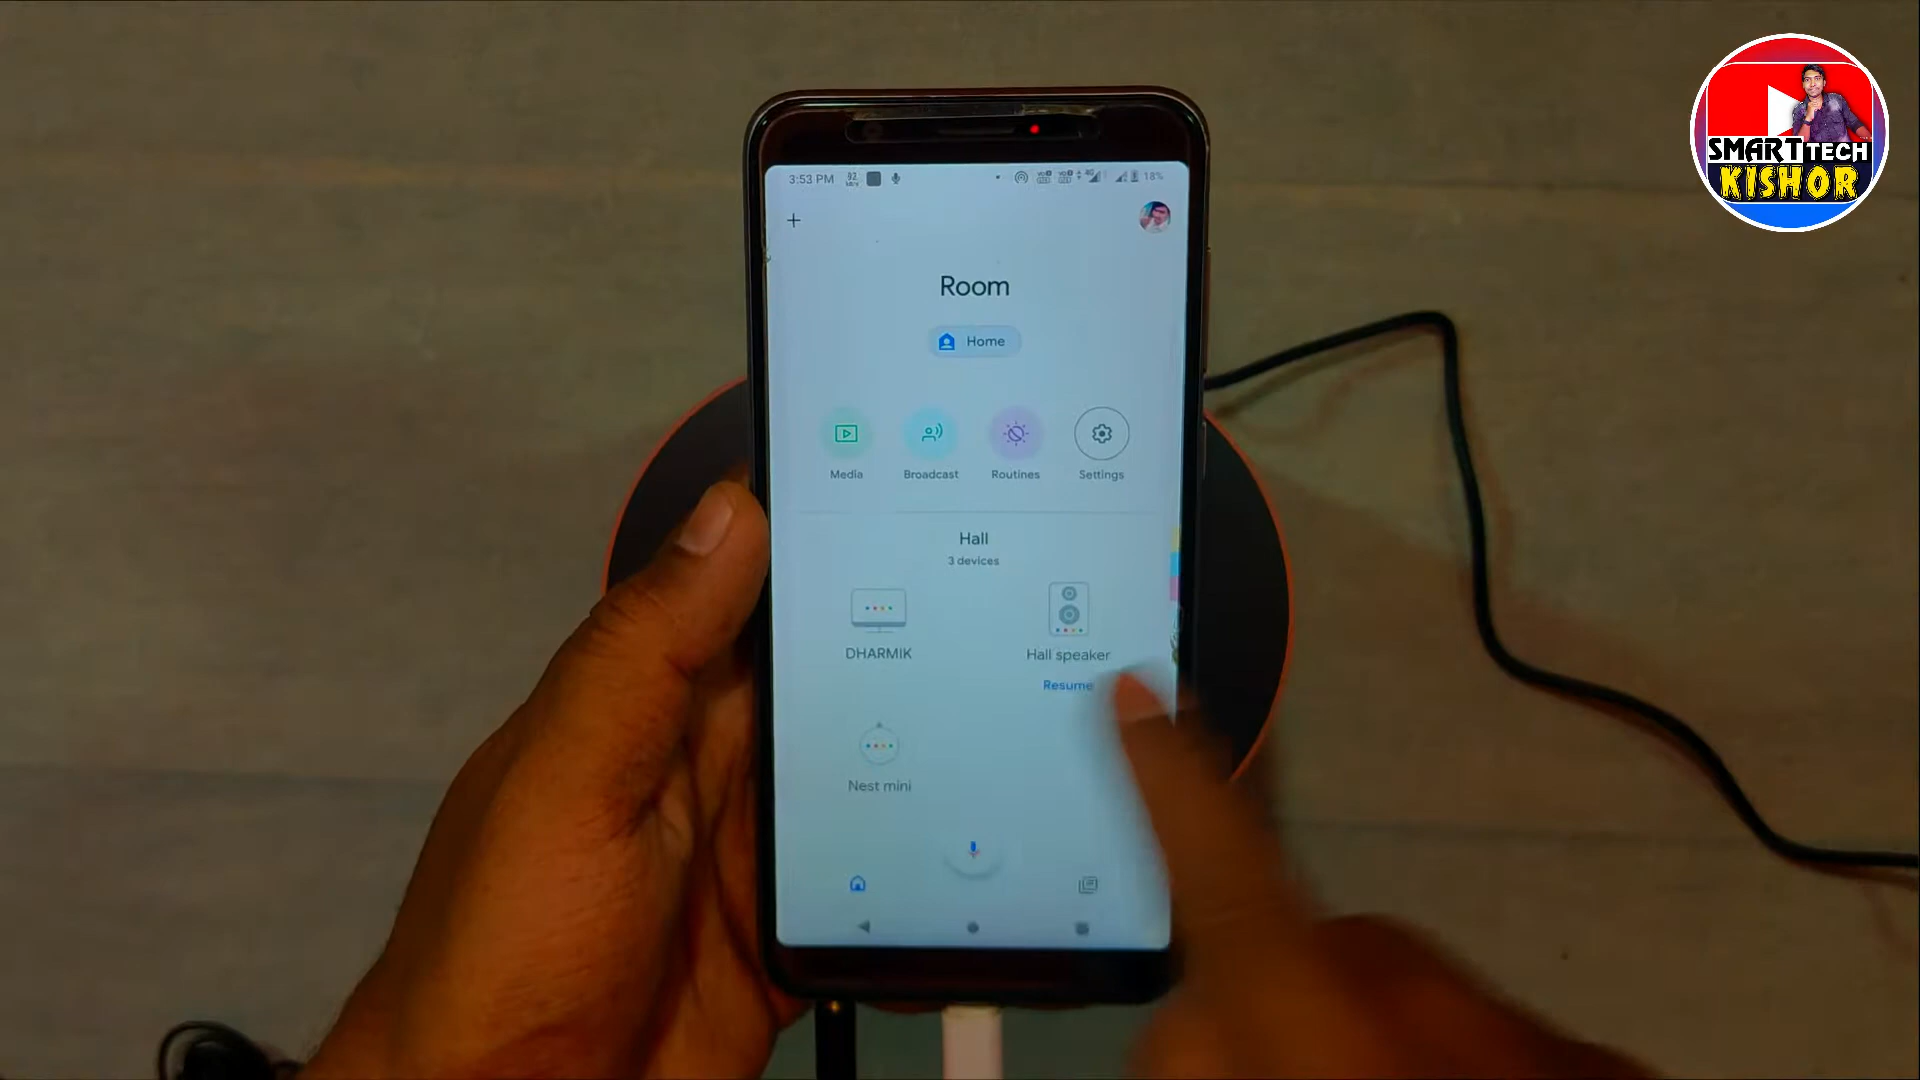 SMART TECH
KISHOR
3:53 PM
18%
Room
Home
Media Broadcast Routines Settings
Hall
3 devices
DHARMIK
Hall speaker
Resume
Nest mini